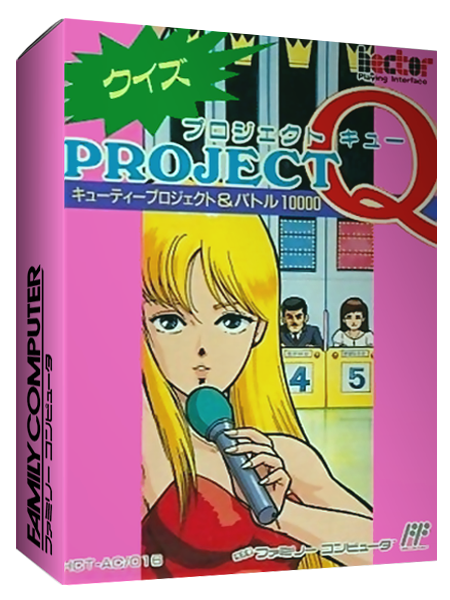 クイズ
hector
Playing Interface
プロジェクト キュー
PROJECT Q
キューティープロジェクト&バトル10000
4
5
FAMILY COMPUTER
ファミリー コンピュータ
HCT-AC/016
ファミリー コンピュータ